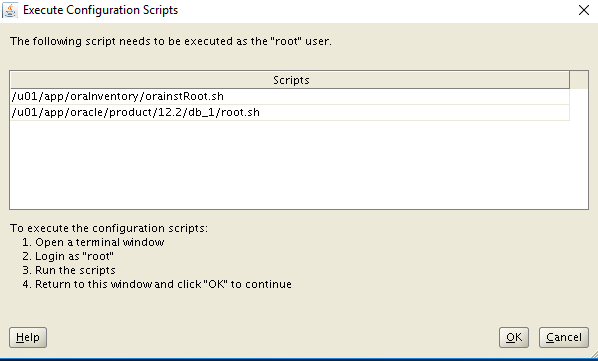 Execute Configuration Scripts
The following script needs to be executed as the "root" user.
Scripts
/u01/app/oraInventory/orainstRoot.sh
/u01/app/oracle/product/12.2/db_1/root.sh
To execute the configuration scripts:
1. Open a terminal window
2. Login as "root"
3. Run the scripts
4. Return to this window and click "OK" to continue
Help
OK
Cancel